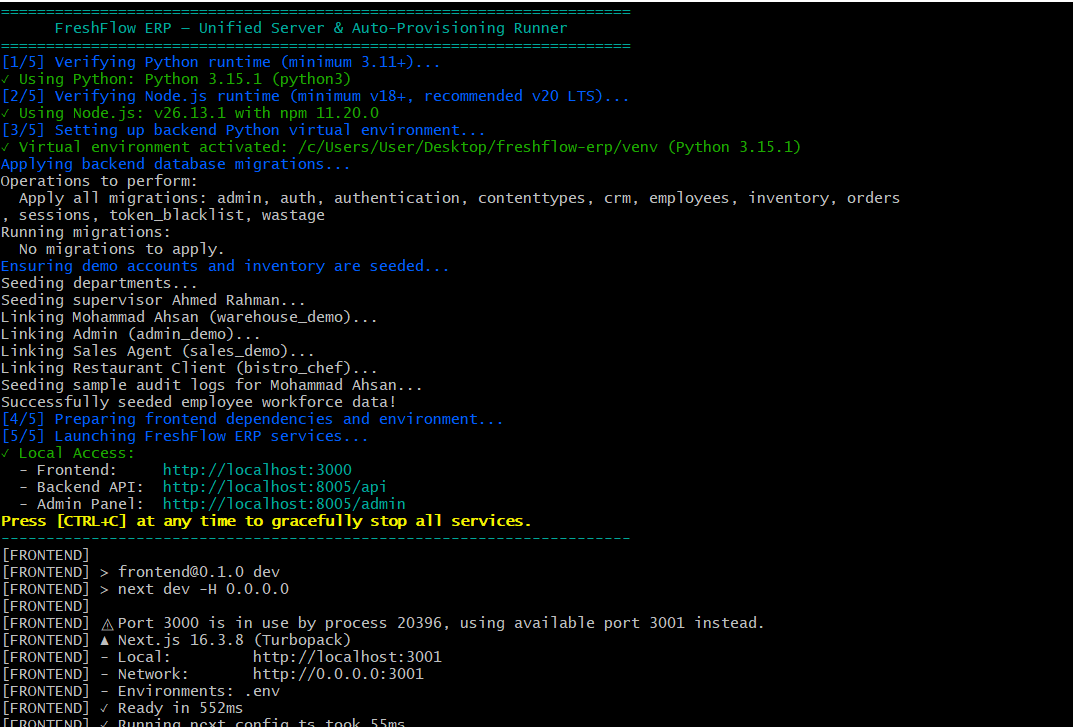 ======================================================================
FreshFlow ERP – Unified Server & Auto-Provisioning Runner
======================================================================
[1/5] Verifying Python runtime (minimum 3.11+)...
✓ Using Python: Python 3.15.1 (python3)
[2/5] Verifying Node.js runtime (minimum v18+, recommended v20 LTS)...
✓ Using Node.js: v26.13.1 with npm 11.20.0
[3/5] Setting up backend Python virtual environment...
✓ Virtual environment activated: /c/Users/User/Desktop/freshflow-erp/venv (Python 3.15.1)
Applying backend database migrations...
Operations to perform:
  Apply all migrations: admin, auth, authentication, contenttypes, crm, employees, inventory, orders
, sessions, token_blacklist, wastage
Running migrations:
  No migrations to apply.
Ensuring demo accounts and inventory are seeded...
Seeding departments...
Seeding supervisor Ahmed Rahman...
Linking Mohammad Ahsan (warehouse_demo)...
Linking Admin (admin_demo)...
Linking Sales Agent (sales_demo)...
Linking Restaurant Client (bistro_chef)...
Seeding sample audit logs for Mohammad Ahsan...
Successfully seeded employee workforce data!
[4/5] Preparing frontend dependencies and environment...
[5/5] Launching FreshFlow ERP services...
✓ Local Access:
  – Frontend:     http://localhost:3000
  – Backend API:  http://localhost:8005/api
  – Admin Panel:  http://localhost:8005/admin
Press [CTRL+C] at any time to gracefully stop all services.
----------------------------------------------------------------------
[FRONTEND]
[FRONTEND] > frontend@0.1.0 dev
[FRONTEND] > next dev -H 0.0.0.0
[FRONTEND]
[FRONTEND] ⚠ Port 3000 is in use by process 20396, using available port 3001 instead.
[FRONTEND] ▲ Next.js 16.3.8 (Turbopack)
[FRONTEND] – Local:         http://localhost:3001
[FRONTEND] – Network:       http://0.0.0.0:3001
[FRONTEND] – Environments: .env
[FRONTEND] ✓ Ready in 552ms
[FRONTEND] ✓ Running next.config.ts took 55ms